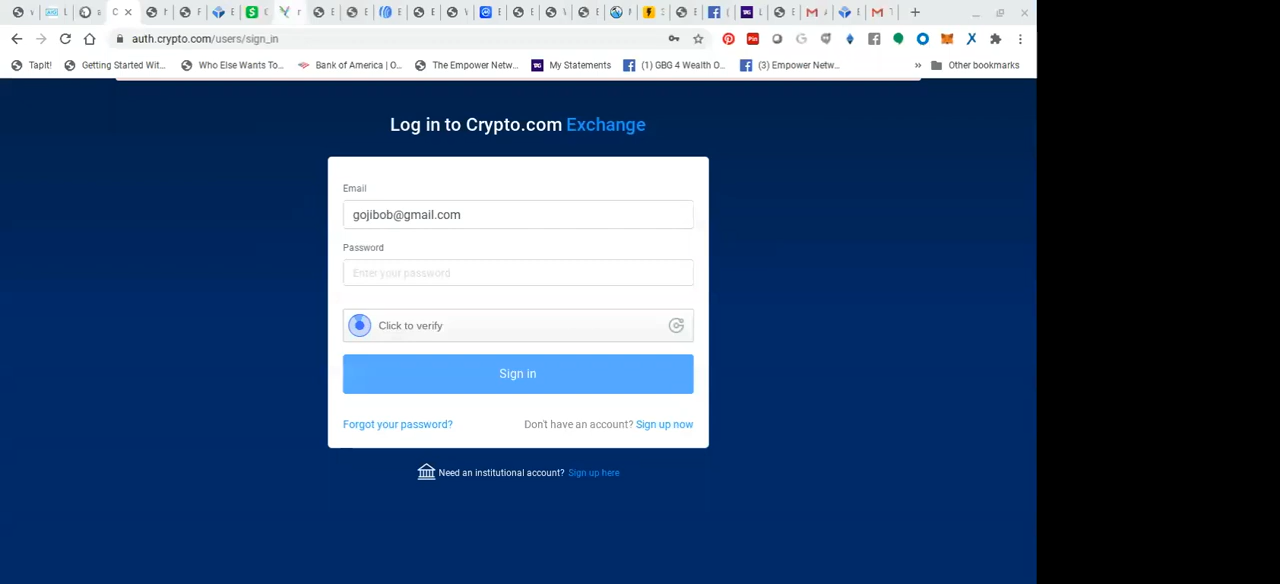 auth.crypto.com/users/sign_in
TapIt! Getting Started Wit... Who Else Wants To... Bank of America | O... The Empower Netw... My Statements (1) GBG 4 Wealth O... (3) Empower Netw... » Other bookmarks
Log in to Crypto.com Exchange
Email
gojibob@gmail.com
Password
Enter your password
Click to verify
Sign in
Forgot your password? Don't have an account? Sign up now
Need an institutional account? Sign up here